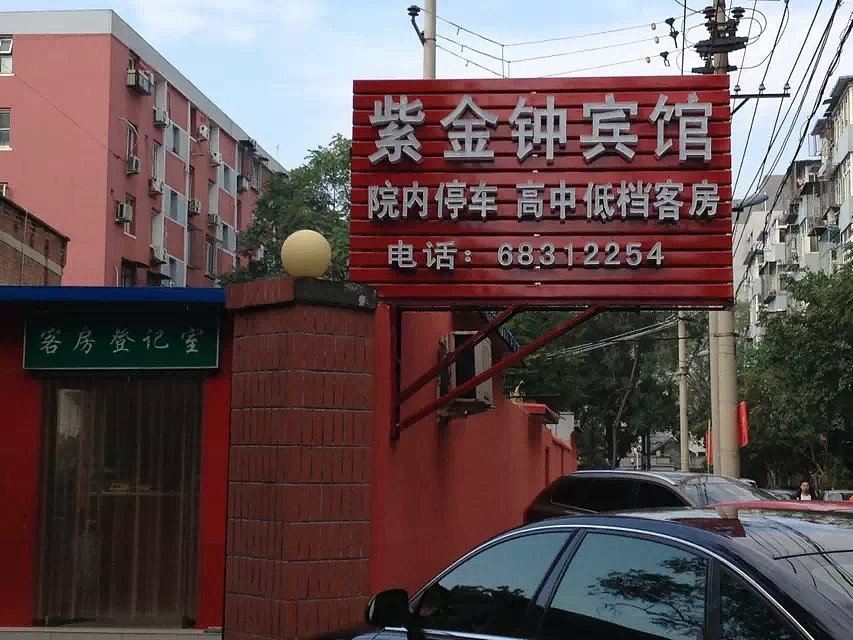 紫金钟宾馆
院内停车 高中低档客房
电话：68312254
客房登记室